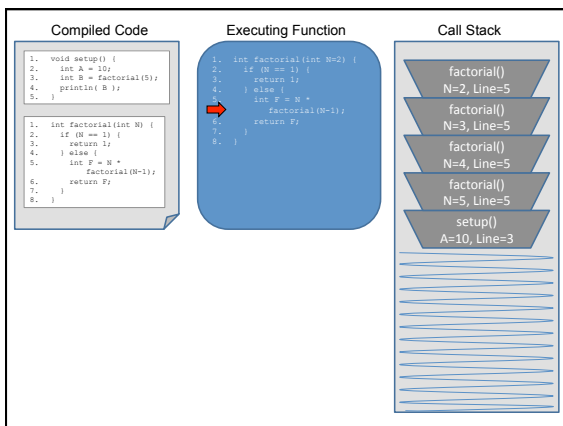 Compiled Code
1. void setup() {
2. int A = 10;
3. int B = factorial(5);
4. println( B );
5. }
1. int factorial(int N) {
2. if (N == 1) {
3. return 1;
4. } else {
5. int F = N *
factorial(N-1);
6. return F;
7. }
8. }
Executing Function
1. int factorial(int N=2) {
2. if (N == 1) {
3. return 1;
4. } else {
5. int F = N *
factorial(N-1);
6. return F;
7. }
8. }
Call Stack
factorial()
N=2, Line=5
factorial()
N=3, Line=5
factorial()
N=4, Line=5
factorial()
N=5, Line=5
setup()
A=10, Line=3